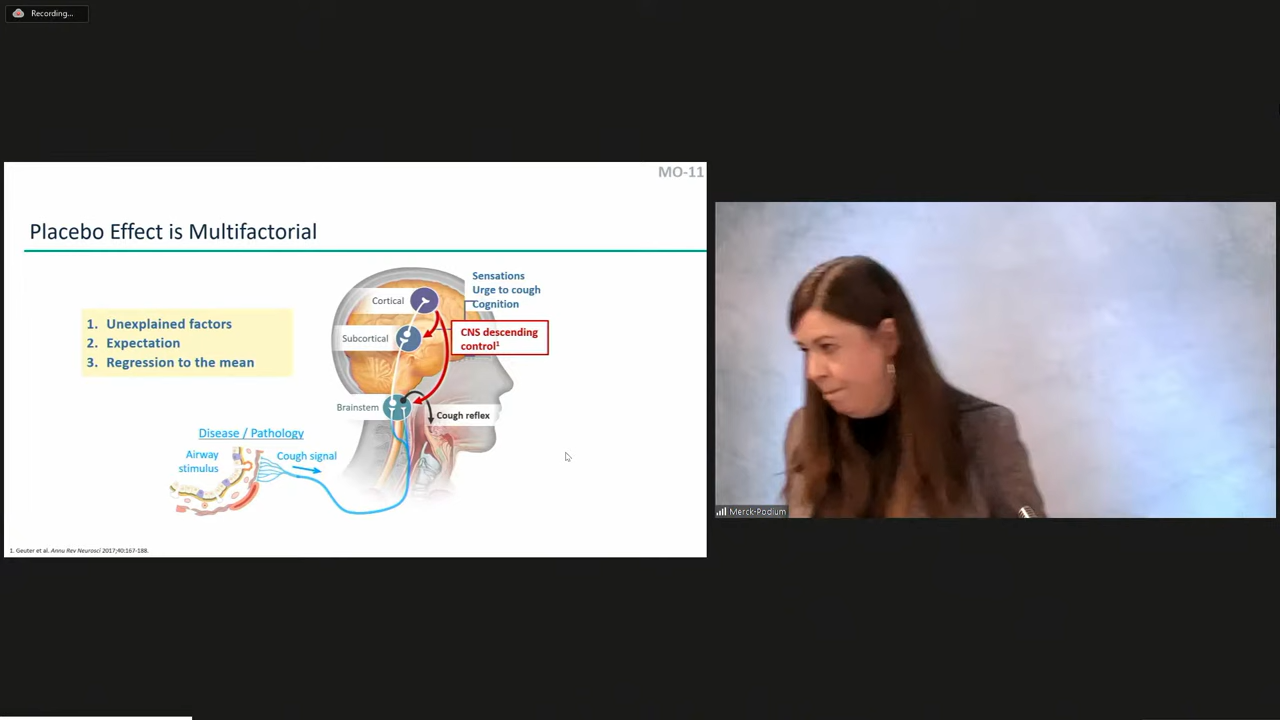 Recording...
MO-11
Placebo Effect is Multifactorial
1. Unexplained factors
2. Expectation
3. Regression to the mean
Cortical
Subcortical
Brainstem
Sensations
Urge to cough
Cognition
CNS descending
control¹
Cough reflex
Disease / Pathology
Airway
stimulus
Cough signal
1. Geuter et al. Annu Rev Neurosci 2017;40:167-188.
Merck-Podium